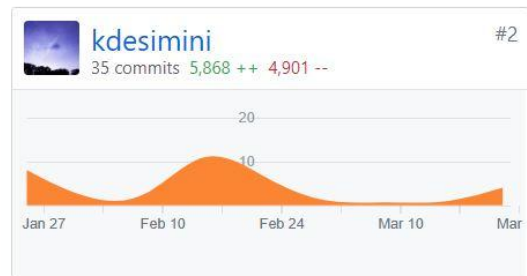 kdesimini
#2
35 commits 5,868 ++ 4,901 --
20
10
Jan 27 Feb 10 Feb 24 Mar 10 Mar